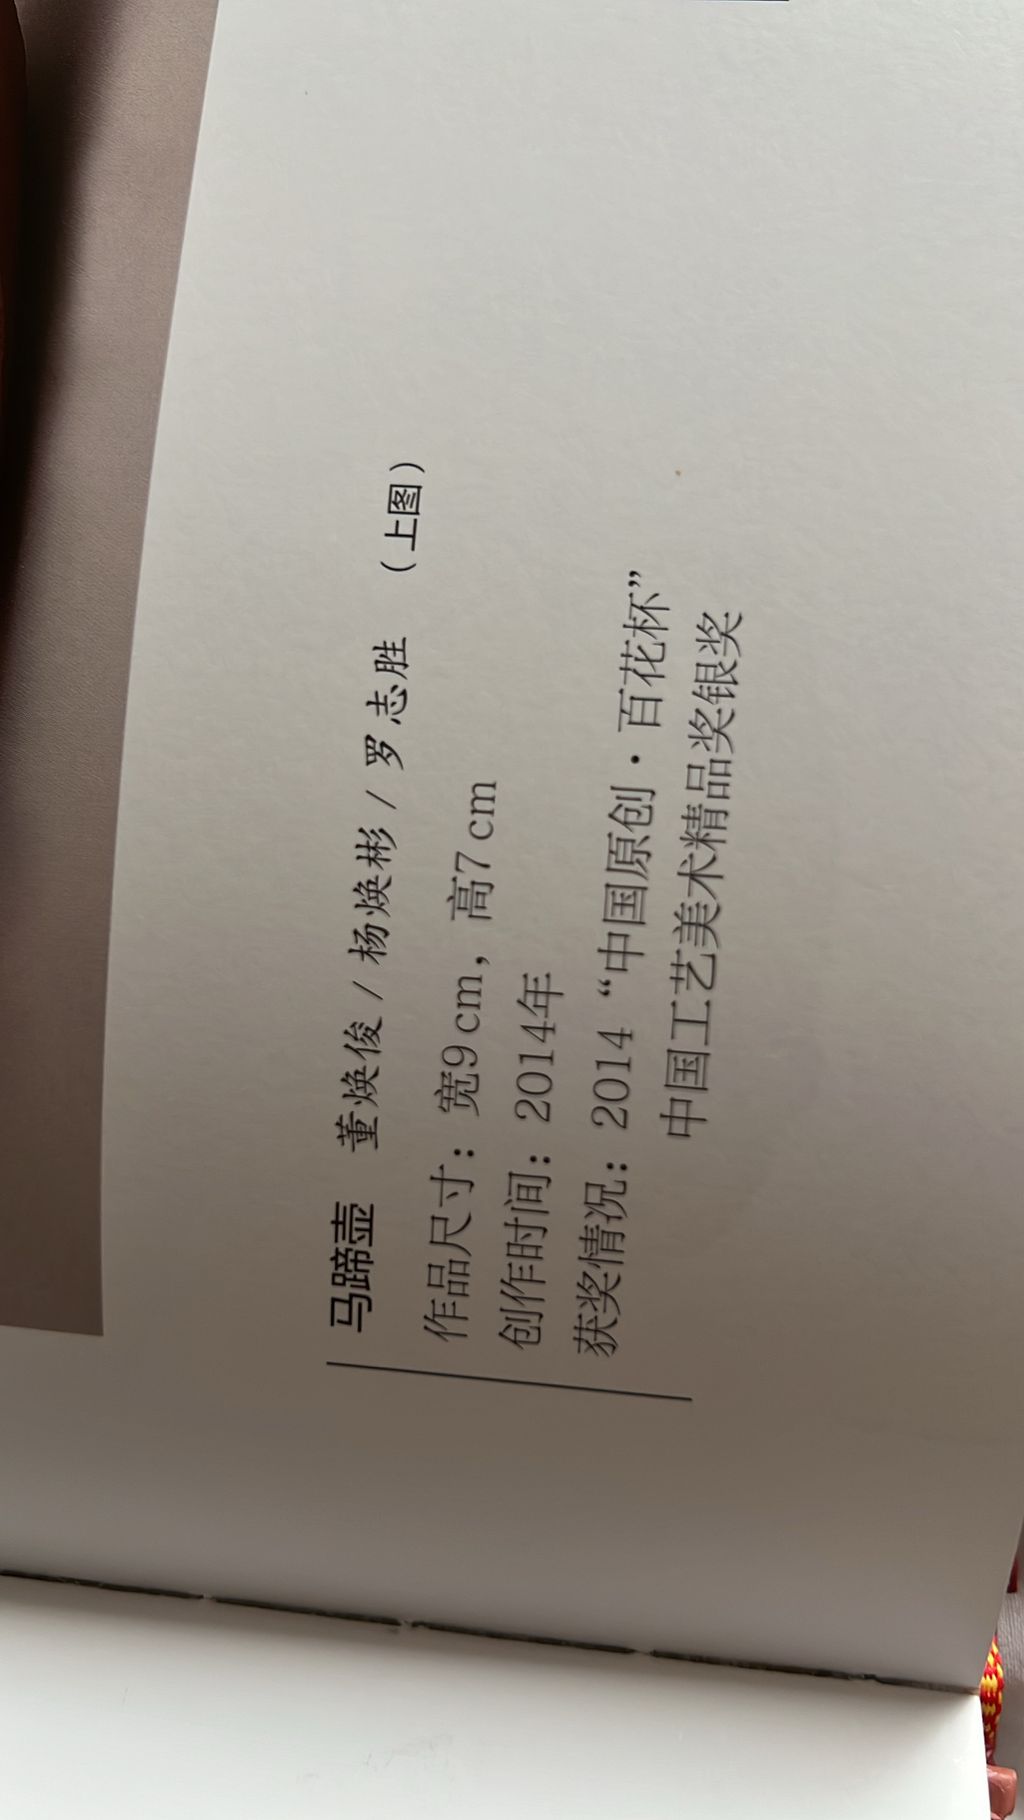 马蹄壶 董焕俊 / 杨焕彬 / 罗志胜 （上图）
作品尺寸：宽9 cm，高7 cm
创作时间：2014年
获奖情况：2014 “中国原创·百花杯”
中国工艺美术精品奖银奖